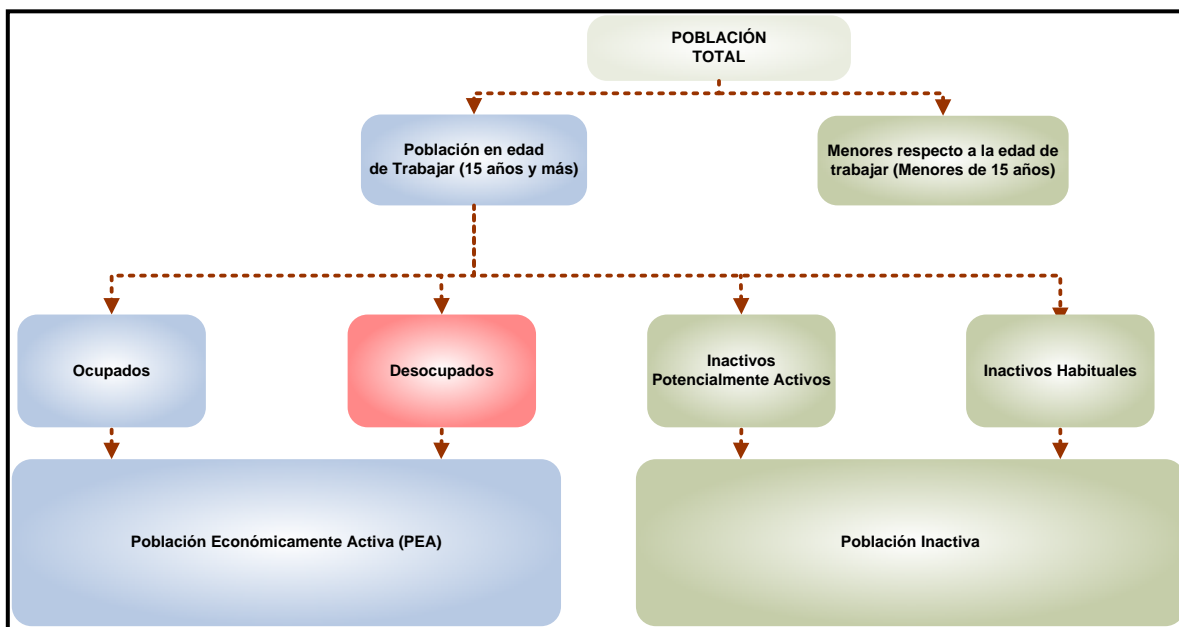 POBLACIÓN
TOTAL
Población en edad
de Trabajar (15 años y más)
Menores respecto a la edad de
trabajar (Menores de 15 años)
Ocupados
Desocupados
Inactivos
Potencialmente Activos
Inactivos Habituales
Población Económicamente Activa (PEA)
Población Inactiva